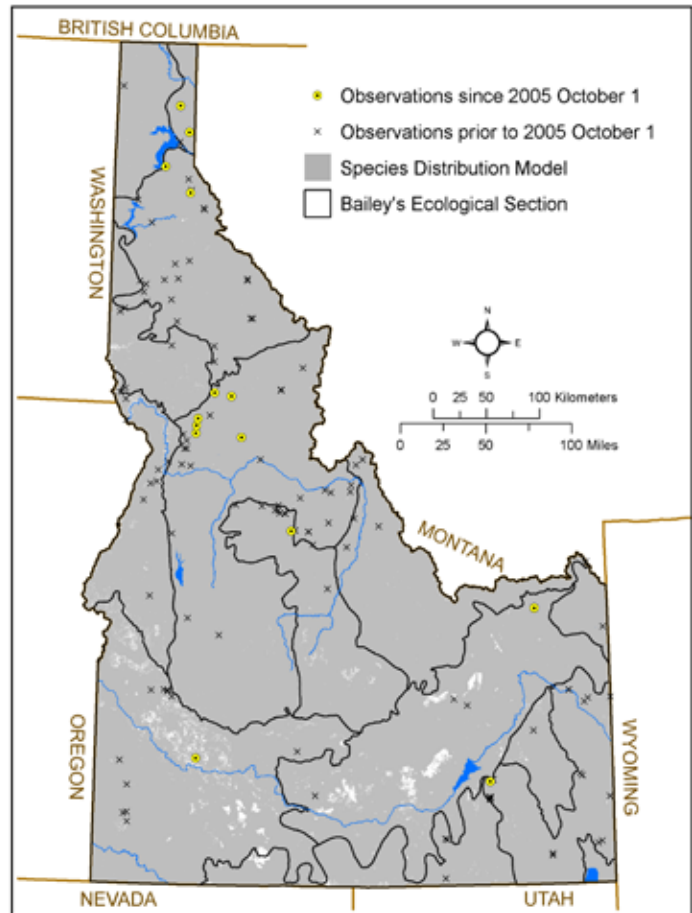 BRITISH COLUMBIA
Observations since 2005 October 1
Observations prior to 2005 October 1
Species Distribution Model
Bailey's Ecological Section
WASHINGTON
N
W E
S
0 25 50 100 Kilometers
0 25 50 100 Miles
MONTANA
OREGON
WYOMING
NEVADA
UTAH